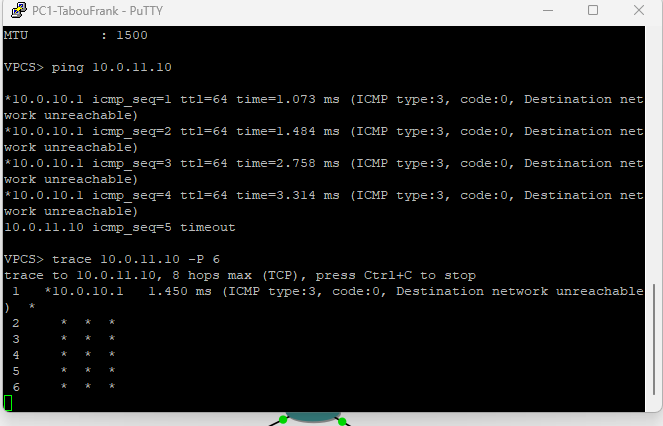 PC1-TabouFrank - PuTTY
MTU         : 1500
VPCS> ping 10.0.11.10
*10.0.10.1 icmp_seq=1 ttl=64 time=1.073 ms (ICMP type:3, code:0, Destination net
work unreachable)
*10.0.10.1 icmp_seq=2 ttl=64 time=1.484 ms (ICMP type:3, code:0, Destination net
work unreachable)
*10.0.10.1 icmp_seq=3 ttl=64 time=2.758 ms (ICMP type:3, code:0, Destination net
work unreachable)
*10.0.10.1 icmp_seq=4 ttl=64 time=3.314 ms (ICMP type:3, code:0, Destination net
work unreachable)
10.0.11.10 icmp_seq=5 timeout
VPCS> trace 10.0.11.10 -P 6
trace to 10.0.11.10, 8 hops max (TCP), press Ctrl+C to stop
 1   *10.0.10.1   1.450 ms (ICMP type:3, code:0, Destination network unreachable
)  *
 2     *  *  *
 3     *  *  *
 4     *  *  *
 5     *  *  *
 6     *  *  *